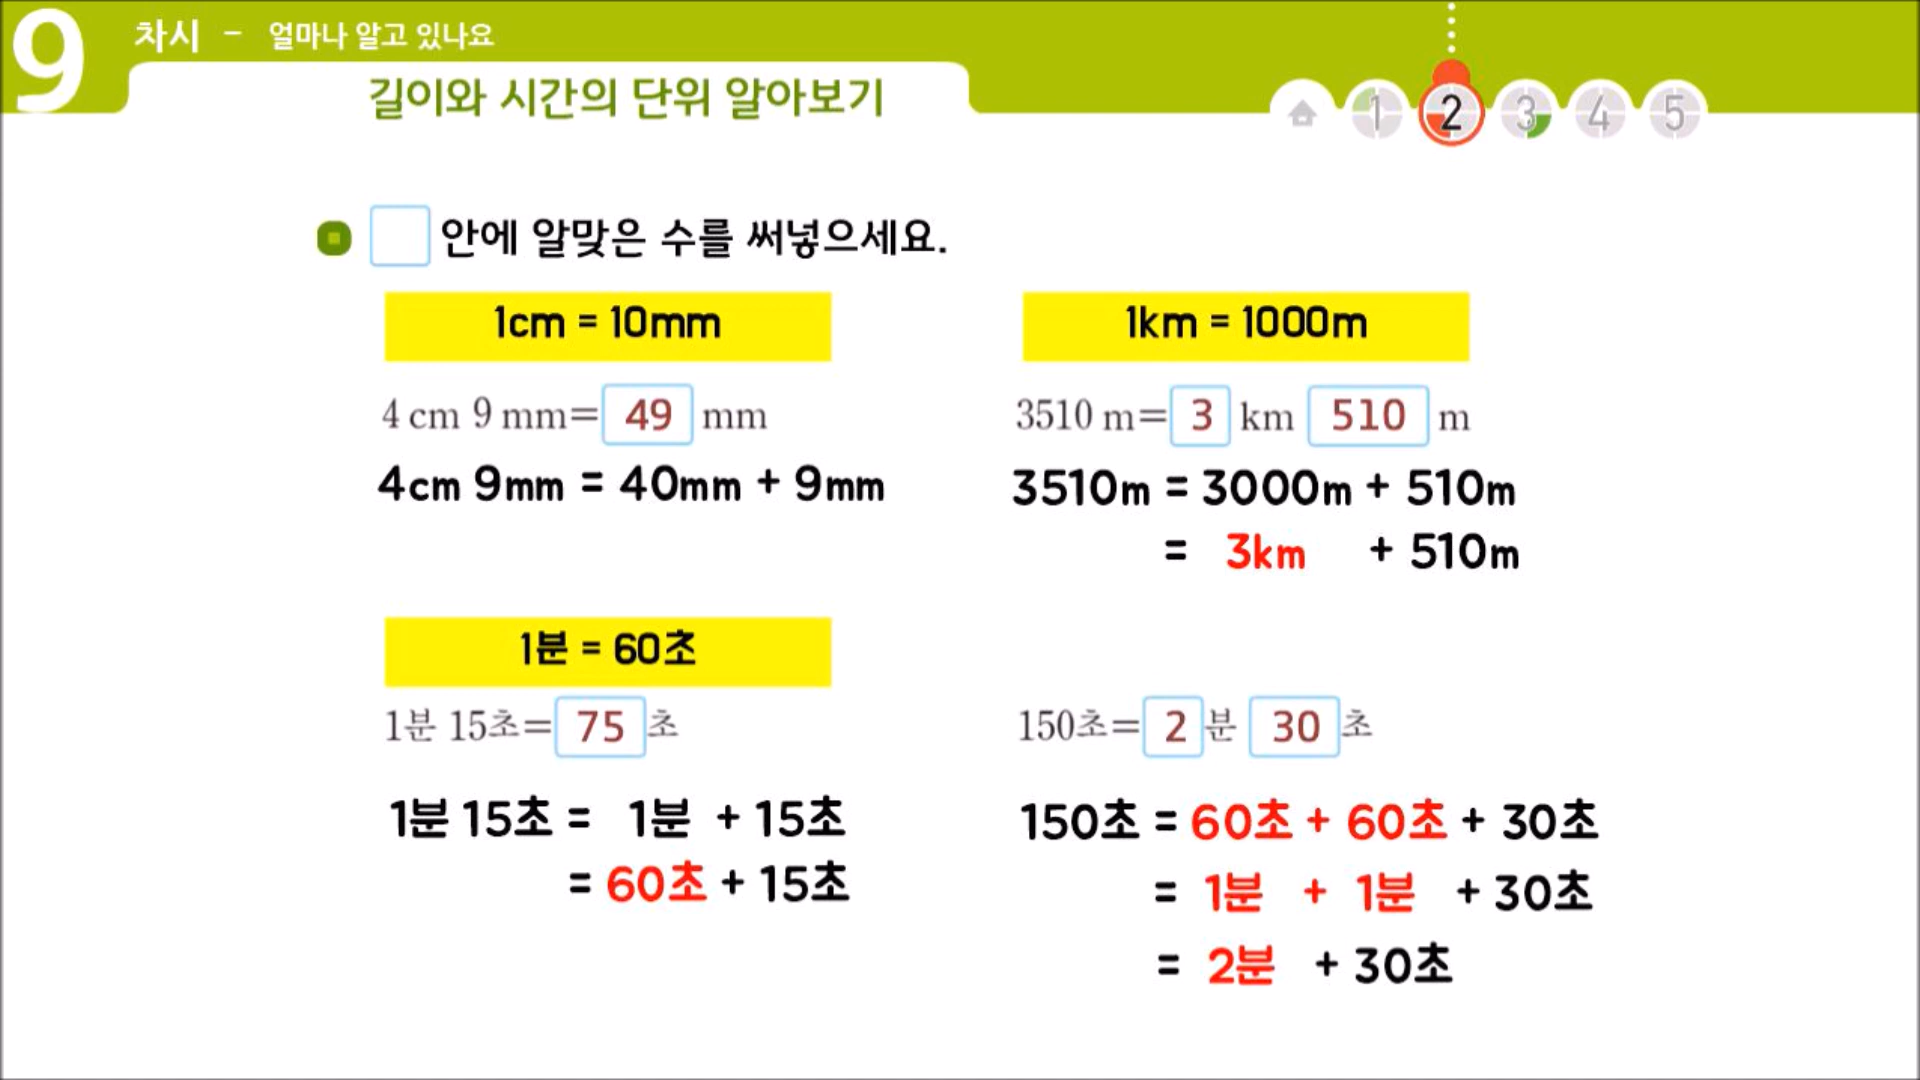 9
차시 - 얼마나 알고 있나요
길이와 시간의 단위 알아보기
1 2 3 4 5
안에 알맞은 수를 써넣으세요.
1cm = 10mm
4 cm 9 mm= 49 mm
4cm 9mm = 40mm + 9mm
1km = 1000m
3510 m= 3 km 510 m
3510m = 3000m + 510m
= 3km + 510m
1분 = 60초
1분 15초= 75 초
1분 15초 = 1분 + 15초
= 60초 + 15초
150초= 2 분 30 초
150초 = 60초 + 60초 + 30초
= 1분 + 1분 + 30초
= 2분 + 30초